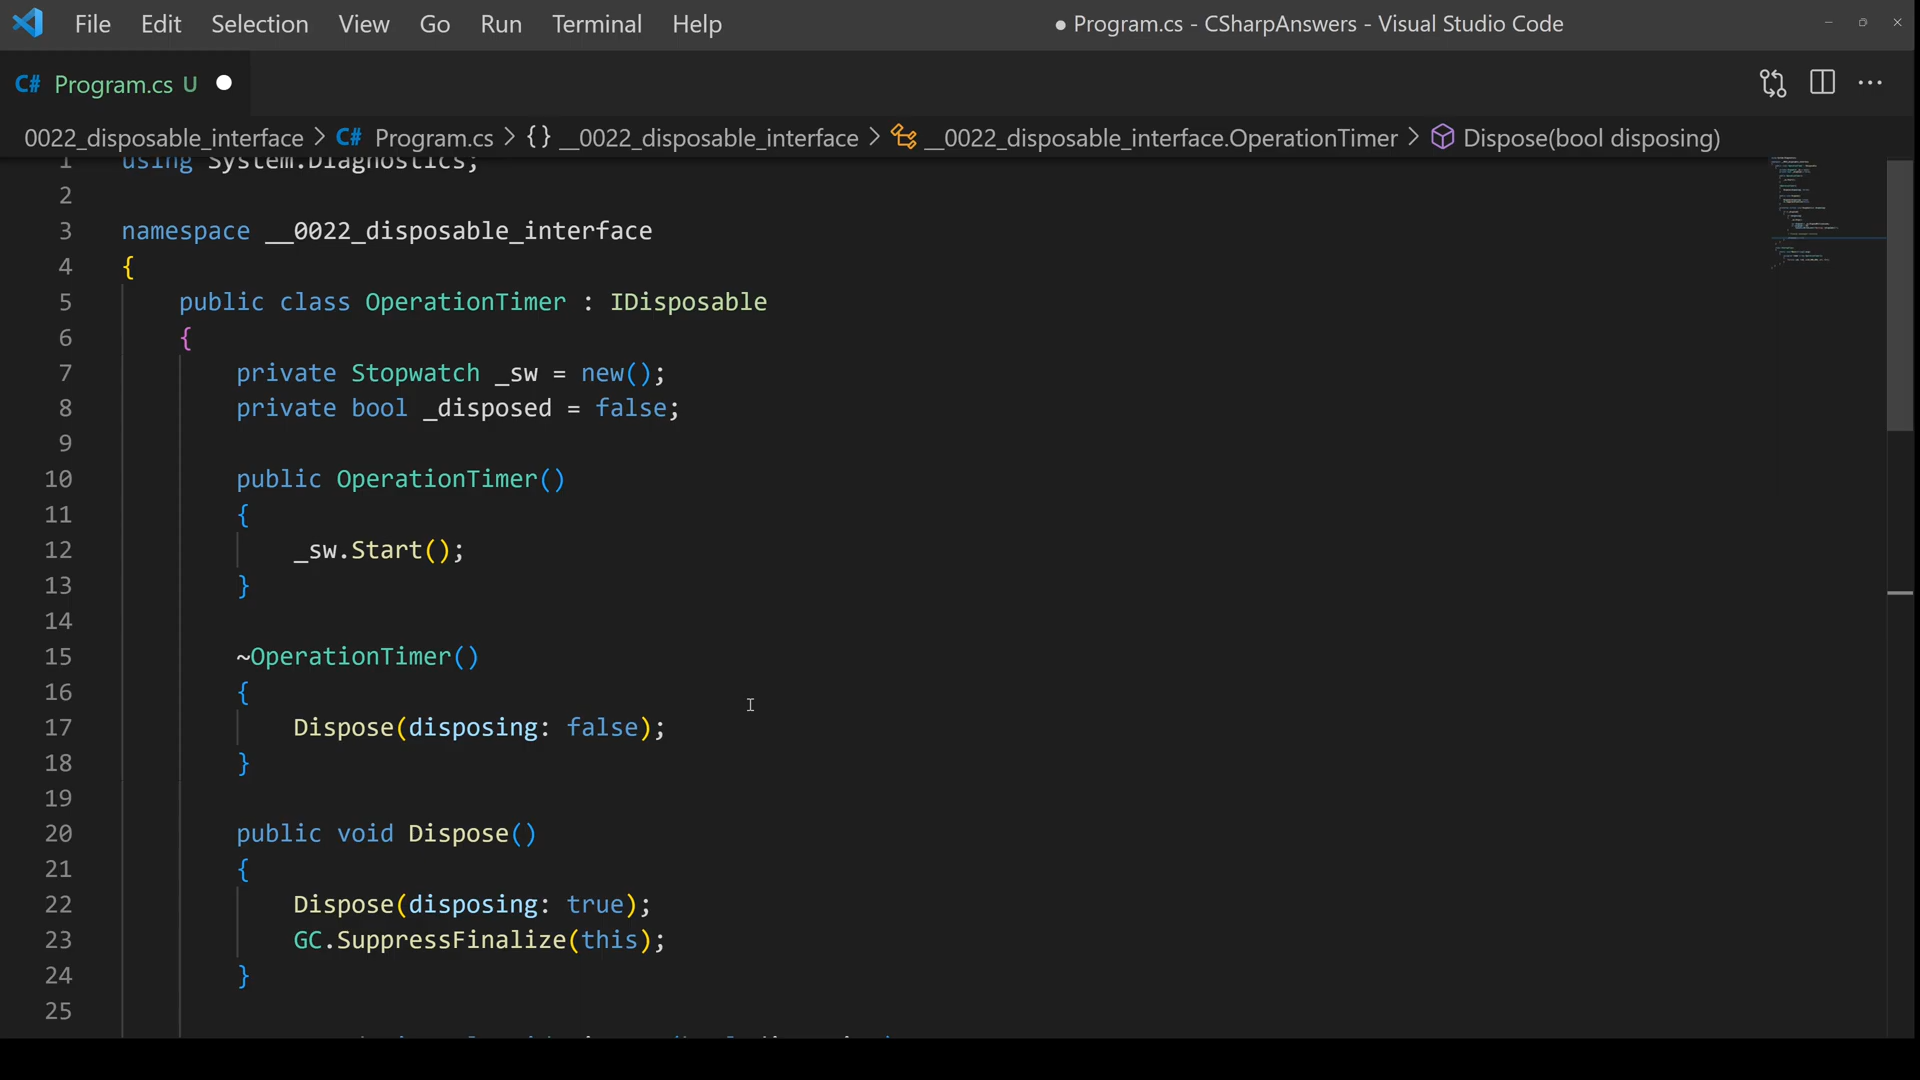 File Edit Selection View Go Run Terminal Help ● Program.cs - CSharpAnswers - Visual Studio Code
C# Program.cs U
0022_disposable_interface > C# Program.cs > {} __0022_disposable_interface > __0022_disposable_interface.OperationTimer > Dispose(bool disposing)
1 using System.Diagnostics;
2
3 namespace __0022_disposable_interface
4 {
5 public class OperationTimer : IDisposable
6 {
7 private Stopwatch _sw = new();
8 private bool _disposed = false;
9
10 public OperationTimer()
11 {
12 _sw.Start();
13 }
14
15 ~OperationTimer()
16 {
17 Dispose(disposing: false);
18 }
19
20 public void Dispose()
21 {
22 Dispose(disposing: true);
23 GC.SuppressFinalize(this);
24 }
25